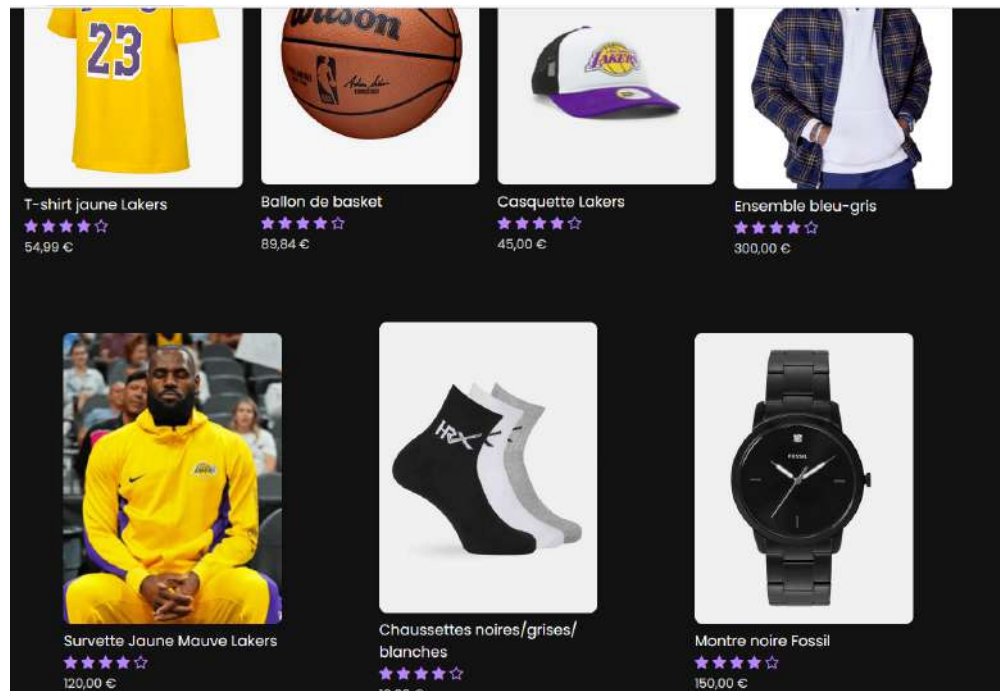 23
Wilson
LAKERS
T-shirt jaune Lakers
54,99 €
Ballon de basket
89,84 €
Casquette Lakers
45,00 €
Ensemble bleu-gris
300,00 €
HRX
FOSSIL
Survette Jaune Mauve Lakers
120,00 €
Chaussettes noires/grises/
blanches
Montre noire Fossil
150,00 €